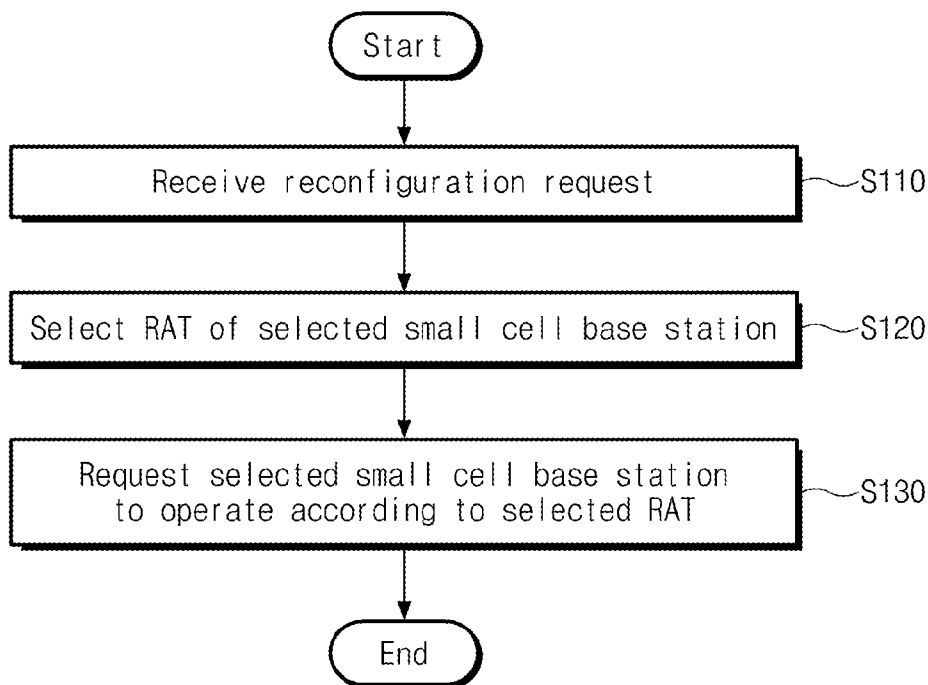 Start
Receive reconfiguration request
S110
Select RAT of selected small cell base station
S120
Request selected small cell base station
to operate according to selected RAT
S130
End